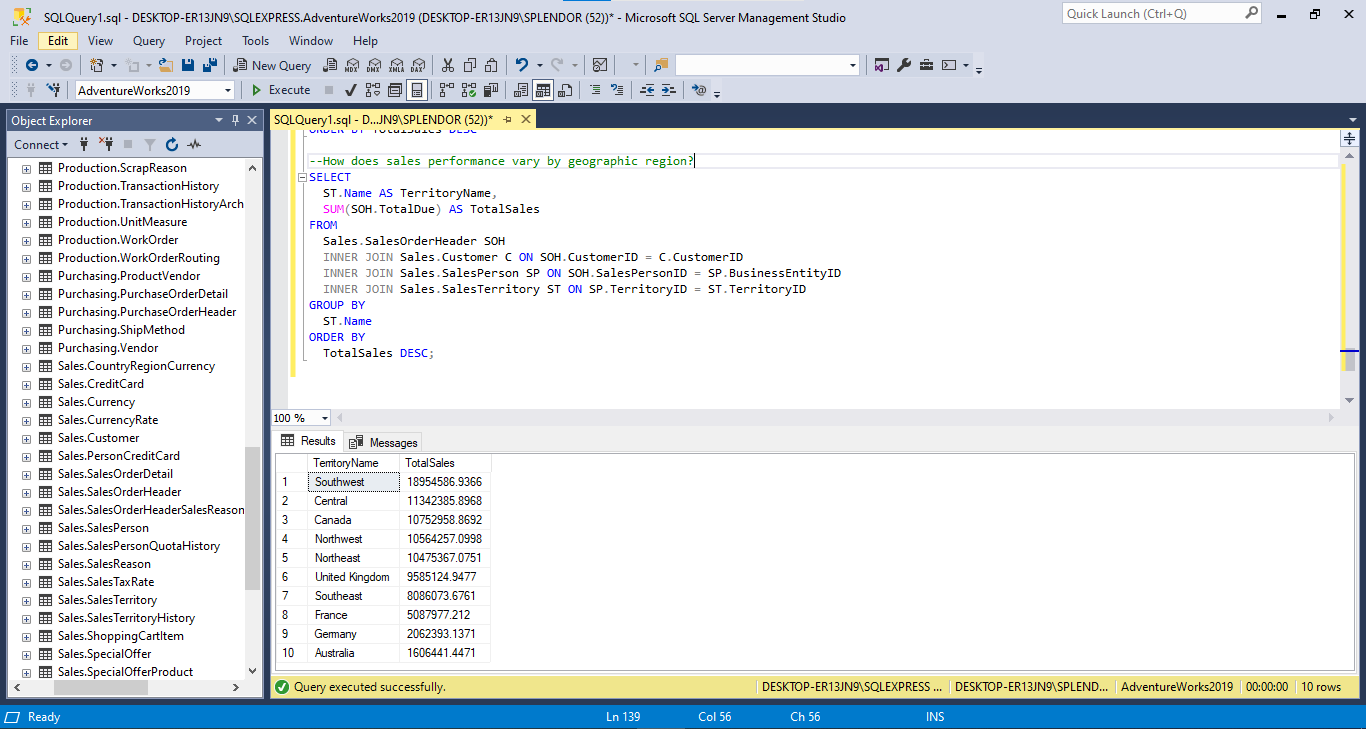 SQLQuery1.sql - DESKTOP-ER13JN9\SQLEXPRESS.AdventureWorks2019 (DESKTOP-ER13JN9\SPLENDOR (52))* - Microsoft SQL Server Management Studio
Quick Launch (Ctrl+Q)
File Edit View Query Project Tools Window Help
New Query MDX DMX XMLA DAX
AdventureWorks2019 Execute
Object Explorer
SQLQuery1.sql - D...JN9\SPLENDOR (52))*
Connect
Production.ScrapReason
Production.TransactionHistory
Production.TransactionHistoryArch
Production.UnitMeasure
Production.WorkOrder
Production.WorkOrderRouting
Purchasing.ProductVendor
Purchasing.PurchaseOrderDetail
Purchasing.PurchaseOrderHeader
Purchasing.ShipMethod
Purchasing.Vendor
Sales.CountryRegionCurrency
Sales.CreditCard
Sales.Currency
Sales.CurrencyRate
Sales.Customer
Sales.PersonCreditCard
Sales.SalesOrderDetail
Sales.SalesOrderHeader
Sales.SalesOrderHeaderSalesReason
Sales.SalesPerson
Sales.SalesPersonQuotaHistory
Sales.SalesReason
Sales.SalesTaxRate
Sales.SalesTerritory
Sales.SalesTerritoryHistory
Sales.ShoppingCartItem
Sales.SpecialOffer
Sales.SpecialOfferProduct
ORDER BY TotalSales DESC
--How does sales performance vary by geographic region?
SELECT
ST.Name AS TerritoryName,
SUM(SOH.TotalDue) AS TotalSales
FROM
Sales.SalesOrderHeader SOH
INNER JOIN Sales.Customer C ON SOH.CustomerID = C.CustomerID
INNER JOIN Sales.SalesPerson SP ON SOH.SalesPersonID = SP.BusinessEntityID
INNER JOIN Sales.SalesTerritory ST ON SP.TerritoryID = ST.TerritoryID
GROUP BY
ST.Name
ORDER BY
TotalSales DESC;
100 %
Results Messages
TerritoryName TotalSales
1 Southwest 18954586.9366
2 Central 11342385.8968
3 Canada 10752958.8692
4 Northwest 10564257.0998
5 Northeast 10475367.0751
6 United Kingdom 9585124.9477
7 Southeast 8086073.6761
8 France 5087977.212
9 Germany 2062393.1371
10 Australia 1606441.4471
Query executed successfully. DESKTOP-ER13JN9\SQLEXPRESS ... DESKTOP-ER13JN9\SPLEND... AdventureWorks2019 00:00:00 10 rows
Ready Ln 139 Col 56 Ch 56 INS